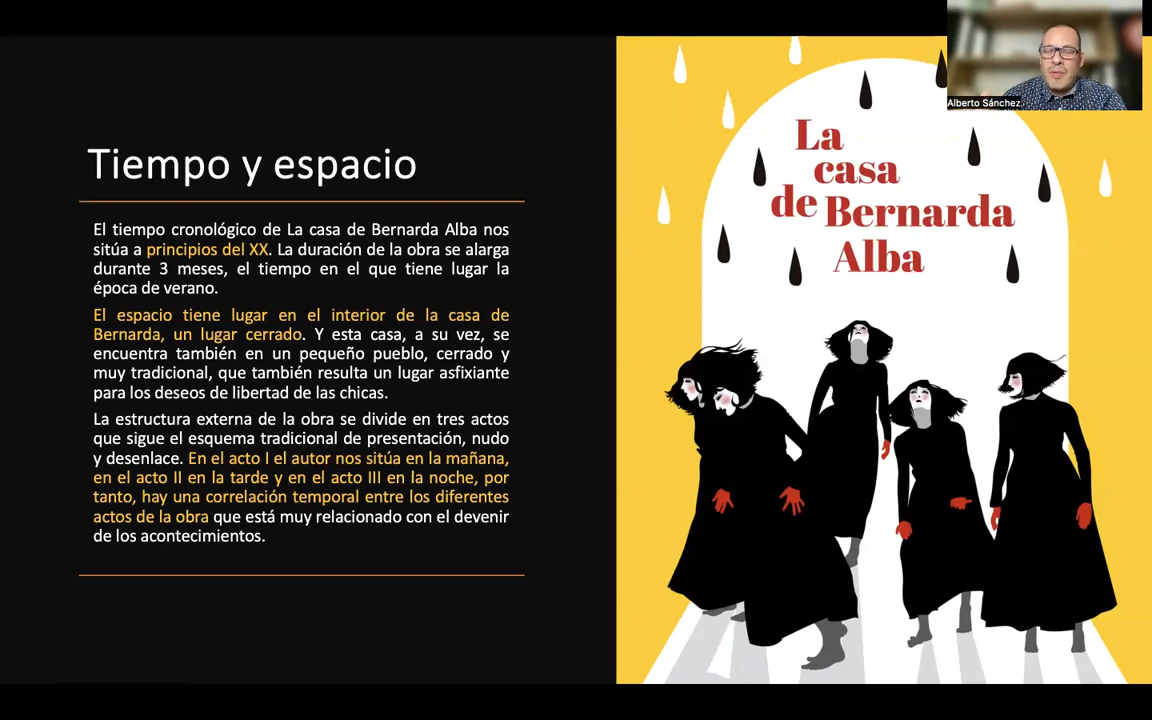 Tiempo y espacio
El tiempo cronológico de La casa de Bernarda Alba nos
sitúa a principios del XX. La duración de la obra se alarga
durante 3 meses, el tiempo en el que tiene lugar la
época de verano.
El espacio tiene lugar en el interior de la casa de
Bernarda, un lugar cerrado. Y esta casa, a su vez, se
encuentra también en un pequeño pueblo, cerrado y
muy tradicional, que también resulta un lugar asfixiante
para los deseos de libertad de las chicas.
La estructura externa de la obra se divide en tres actos
que sigue el esquema tradicional de presentación, nudo
y desenlace. En el acto I el autor nos sitúa en la mañana,
en el acto II en la tarde y en el acto III en la noche, por
tanto, hay una correlación temporal entre los diferentes
actos de la obra que está muy relacionado con el devenir
de los acontecimientos.
La
casa
de Bernarda
Alba
Alberto Sánchez